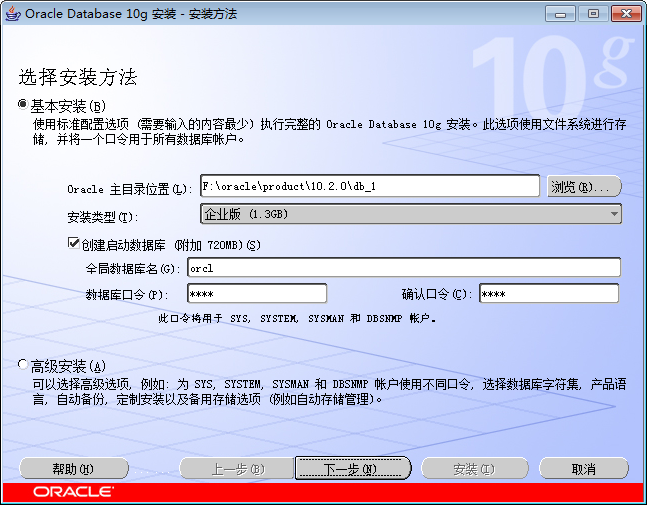 Oracle Database 10g 安装 - 安装方法
10g
选择安装方法
基本安装(B)
使用标准配置选项 (需要输入的内容最少) 执行完整的 Oracle Database 10g 安装。此选项使用文件系统进行存
储, 并将一个口令用于所有数据库帐户。
Oracle 主目录位置(L): F:\oracle\product\10.2.0\db_1 浏览(R)...
安装类型(T): 企业版 (1.3GB)
创建启动数据库 (附加 720MB)(S)
全局数据库名(G): orcl
数据库口令(P): **** 确认口令(C): ****
此口令将用于 SYS, SYSTEM, SYSMAN 和 DBSNMP 帐户。
高级安装(A)
可以选择高级选项, 例如: 为 SYS, SYSTEM, SYSMAN 和 DBSNMP 帐户使用不同口令, 选择数据库字符集, 产品语
言, 自动备份, 定制安装以及备用存储选项 (例如自动存储管理)。
帮助(H) 上一步(B) 下一步(N) 安装(I) 取消
ORACLE